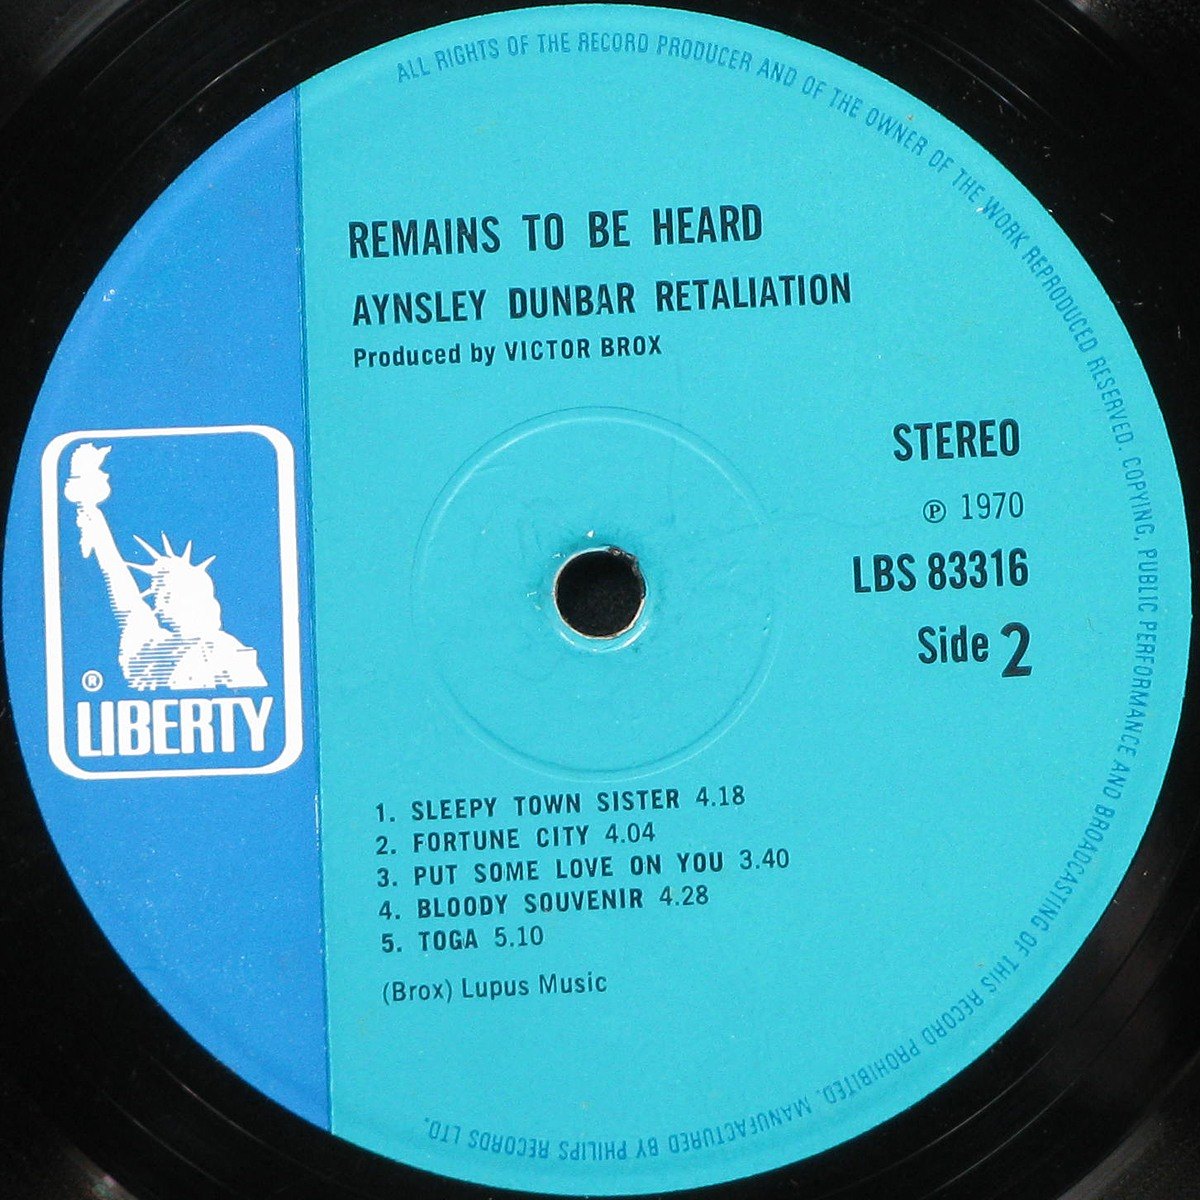 ALL RIGHTS OF THE RECORD PRODUCER AND OF THE OWNER OF THE WORK REPRODUCED RESERVED. COPYING, PUBLIC PERFORMANCE AND BROADCASTING OF THIS RECORD PROHIBITED. MANUFACTURED BY PHILIPS RECORDS LTD.
REMAINS TO BE HEARD
AYNSLEY DUNBAR RETALIATION
Produced by VICTOR BROX
STEREO
℗ 1970
LBS 83316
Side 2
®
LIBERTY
1. SLEEPY TOWN SISTER 4.18
2. FORTUNE CITY 4.04
3. PUT SOME LOVE ON YOU 3.40
4. BLOODY SOUVENIR 4.28
5. TOGA 5.10
(Brox) Lupus Music